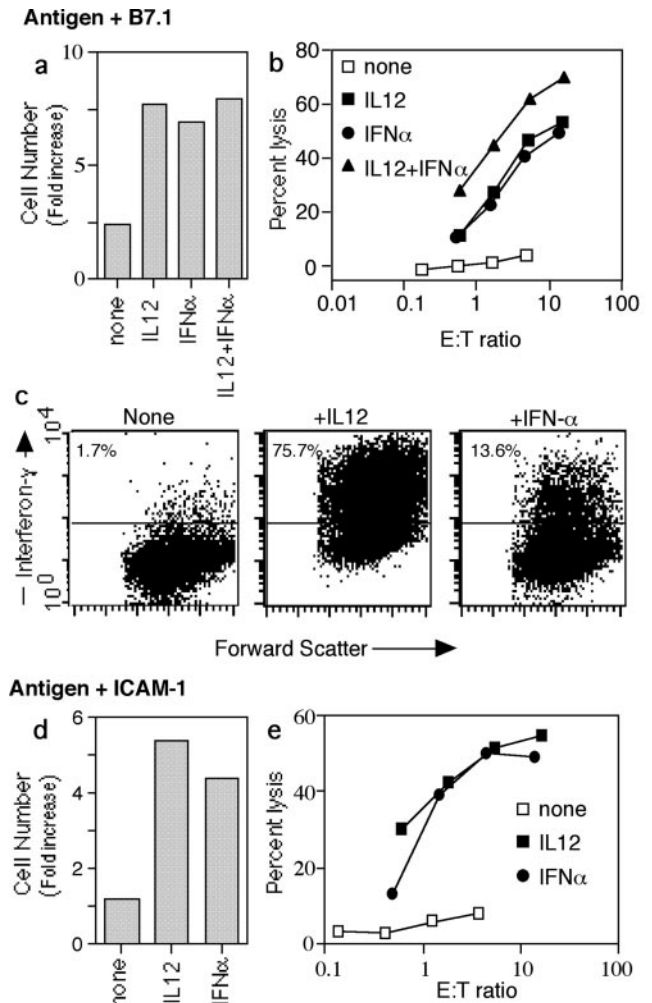 Antigen + B7.1
a
10
5
0
Cell Number
(Fold increase)
none
IL12
IFNα
IL12+IFNα
b
80
60
40
20
0
Percent lysis
none
IL12
IFNα
IL12+IFNα
0.01
0.1
1
10
100
E:T ratio
c
None
+IL12
+IFN-α
10^4
10^0
Interferon-γ
1.7%
75.7%
13.6%
Forward Scatter
Antigen + ICAM-1
d
6
4
2
0
Cell Number
(Fold increase)
none
IL12
IFNα
e
60
40
20
0
Percent lysis
none
IL12
IFNα
0.1
1
10
100
E:T ratio